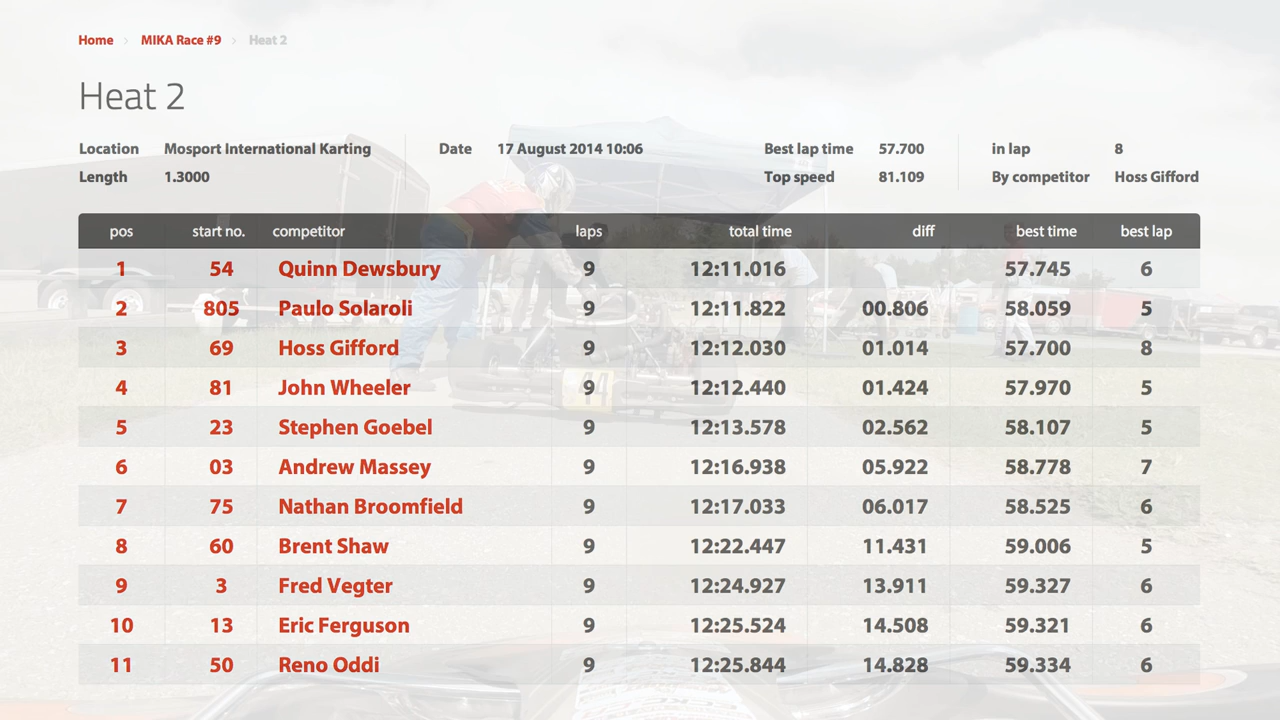 Home > MIKA Race #9 > Heat 2
Heat 2
Location Mosport International Karting Date 17 August 2014 10:06 Best lap time 57.700 in lap 8
Length 1.3000 Top speed 81.109 By competitor Hoss Gifford
pos start no. competitor laps total time diff best time best lap
1 54 Quinn Dewsbury 9 12:11.016 57.745 6
2 805 Paulo Solaroli 9 12:11.822 00.806 58.059 5
3 69 Hoss Gifford 9 12:12.030 01.014 57.700 8
4 81 John Wheeler 9 12:12.440 01.424 57.970 5
5 23 Stephen Goebel 9 12:13.578 02.562 58.107 5
6 03 Andrew Massey 9 12:16.938 05.922 58.778 7
7 75 Nathan Broomfield 9 12:17.033 06.017 58.525 6
8 60 Brent Shaw 9 12:22.447 11.431 59.006 5
9 3 Fred Vegter 9 12:24.927 13.911 59.327 6
10 13 Eric Ferguson 9 12:25.524 14.508 59.321 6
11 50 Reno Oddi 9 12:25.844 14.828 59.334 6